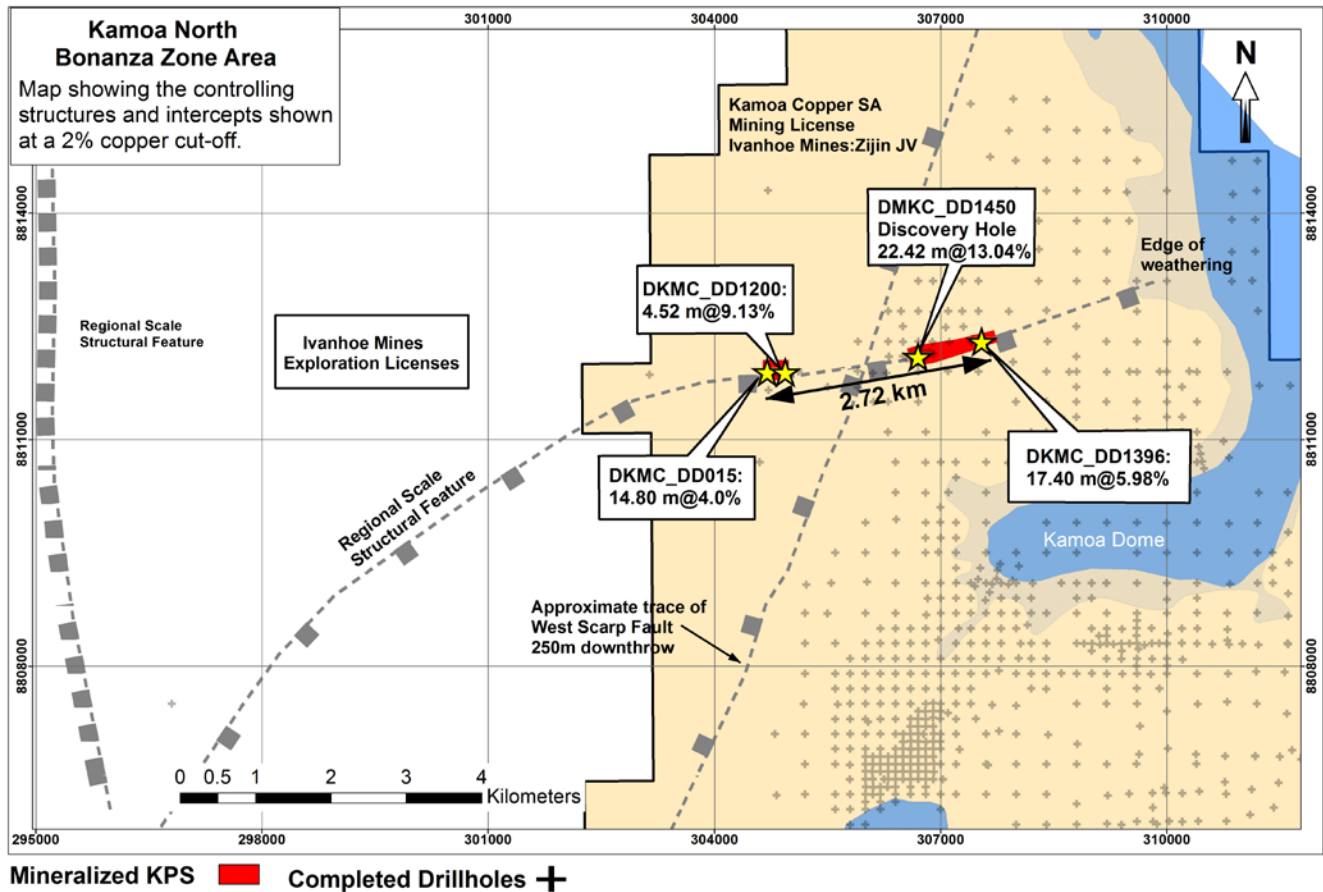 Kamoa North
Bonanza Zone Area
Map showing the controlling
structures and intercepts shown
at a 2% copper cut-off.
301000
304000
307000
310000
N
Kamoa Copper SA
Mining License
Ivanhoe Mines:Zijin JV
8814000
8814000
DMKC_DD1450
Discovery Hole
22.42 m@13.04%
Edge of
weathering
DKMC_DD1200:
4.52 m@9.13%
Regional Scale
Structural Feature
Ivanhoe Mines
Exploration Licenses
2.72 km
8811000
8811000
DKMC_DD015:
14.80 m@4.0%
DKMC_DD1396:
17.40 m@5.98%
Regional Scale
Structural Feature
Kamoa Dome
Approximate trace of
West Scarp Fault
250m downthrow
8808000
8808000
0 0.5 1 2 3 4
Kilometers
295000
298000
301000
304000
307000
310000
Mineralized KPS
Completed Drillholes